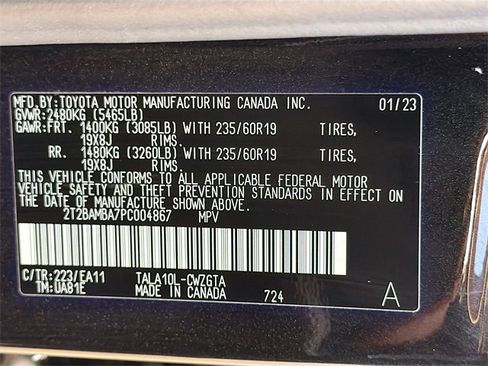 MFD.BY:TOYOTA MOTOR MANUFACTURING CANADA INC. 01/23
GVWR:2480KG (5465LB)
GAWR:FRT. 1400KG (3085LB) WITH 235/60R19 TIRES,
19X8J RIMS.
RR. 1480KG (3260LB) WITH 235/60R19 TIRES,
19X8J RIMS.
THIS VEHICLE CONFORMS TO ALL APPLICABLE FEDERAL MOTOR
VEHICLE SAFETY AND THEFT PREVENTION STANDARDS IN EFFECT ON
THE DATE OF MANUFACTURE SHOWN ABOVE.
2T2BAMBA7PC004867 MPV
C/TR:223/EA11 TALA10L-CWZGTA
TM:UA81E MADE IN CANADA 724 A